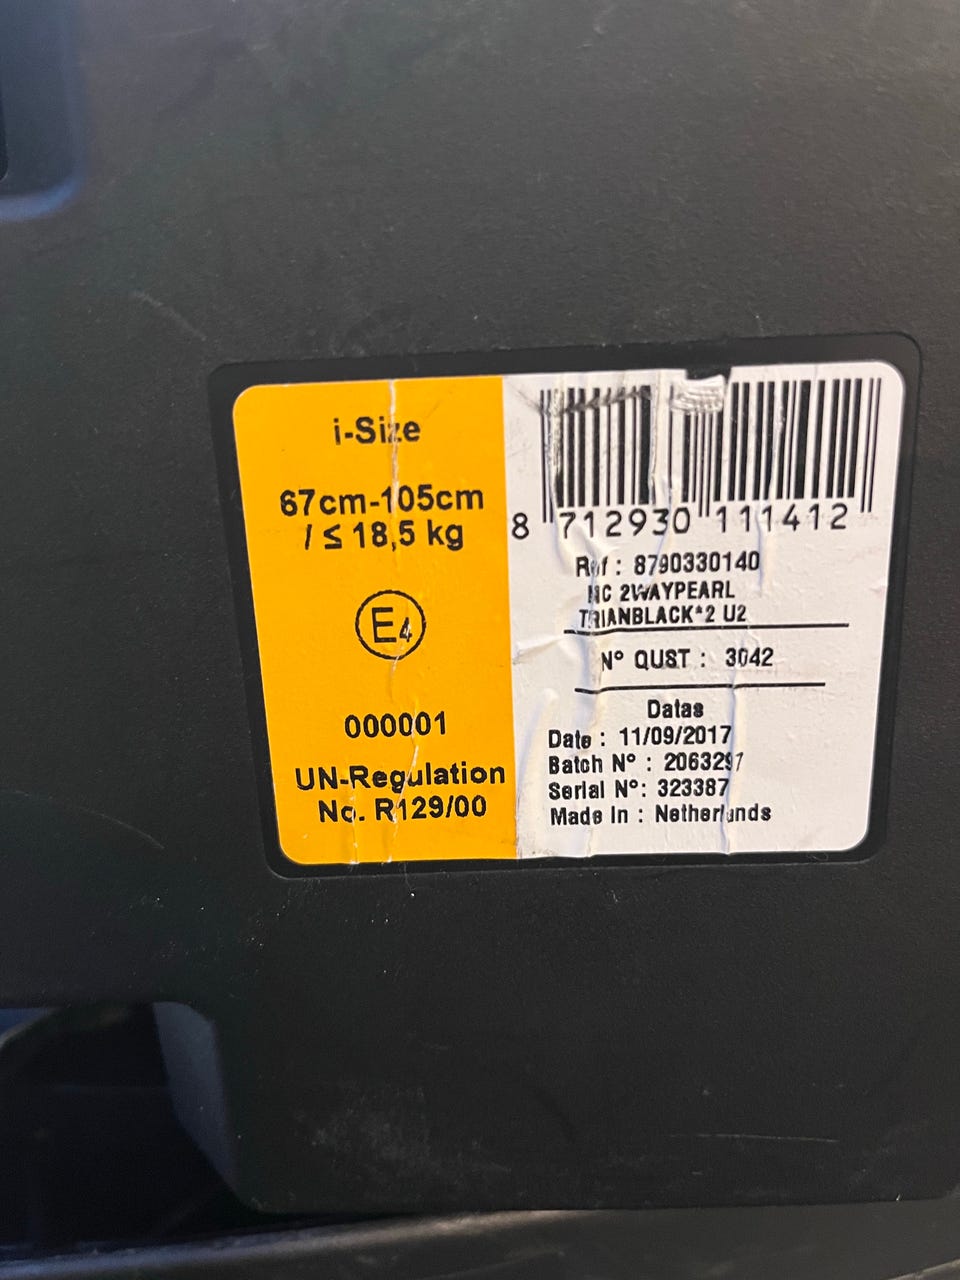 i-Size
67cm-105cm
/ ≤ 18,5 kg
E4
000001
UN-Regulation
No. R129/00
8 712930 111412
Ref : 8790330140
2WAYPEARL
TRIANBLACK*2 U2
N° QUST : 3042
Datas
Date : 11/09/2017
Batch N° : 2063297
Serial N°: 323387
Made In : Netherlands